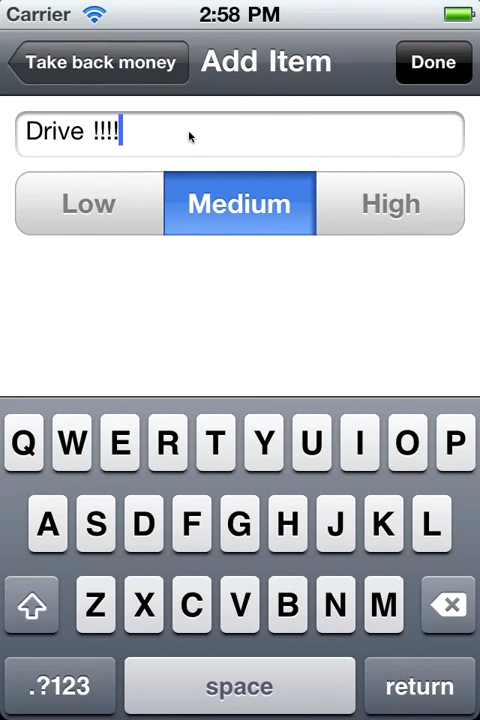 Carrier 2:58 PM
Take back money Add Item Done
Drive !!!!
Low Medium High
Q W E R T Y U I O P
A S D F G H J K L
Z X C V B N M
.?123 space return